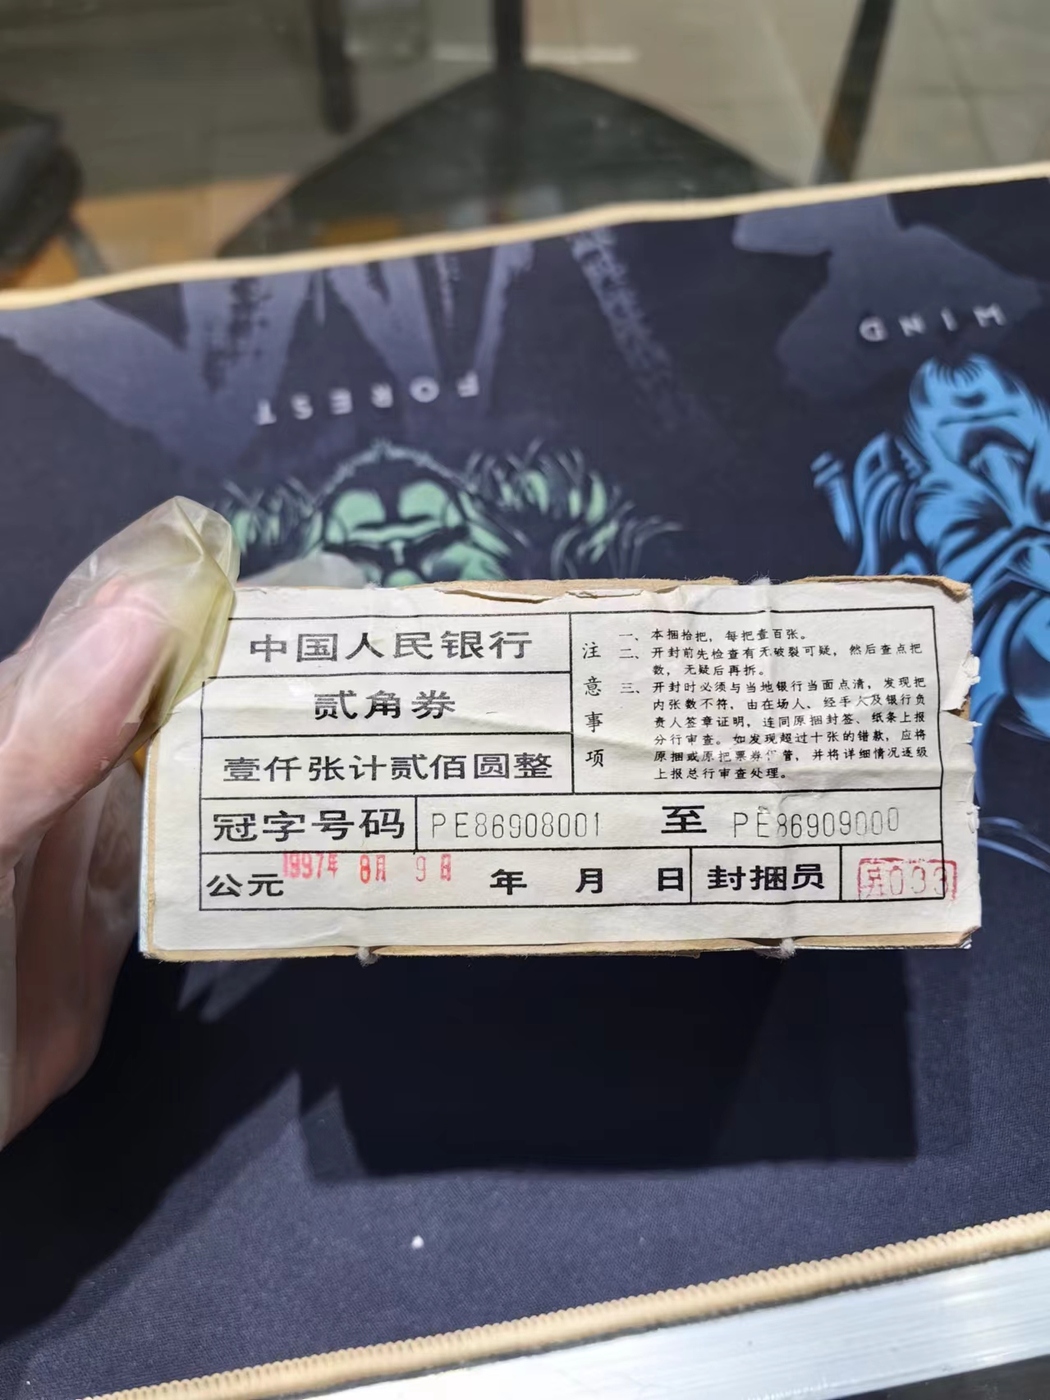 MIND
FOREST
中国人民银行
贰角券
壹仟张计贰佰圆整
注意事项
一、本捆拾把，每把壹百张。
二、开封前先检查有无破裂可疑，然后查点把
数，无疑后再拆。
三、开封时必须与当地银行当面点清，发现把
内张数不符，由在场人、经手人及银行负
责人签章证明，连同原捆封签、纸条上报
分行审查。如发现超过十张的错款，应将
原捆或原把票券保管，并将详细情况逐级
上报总行审查处理。
冠字号码 PE86908001 至 PE86909000
公元 1997年 8月 9日 年 月 日 封捆员 033